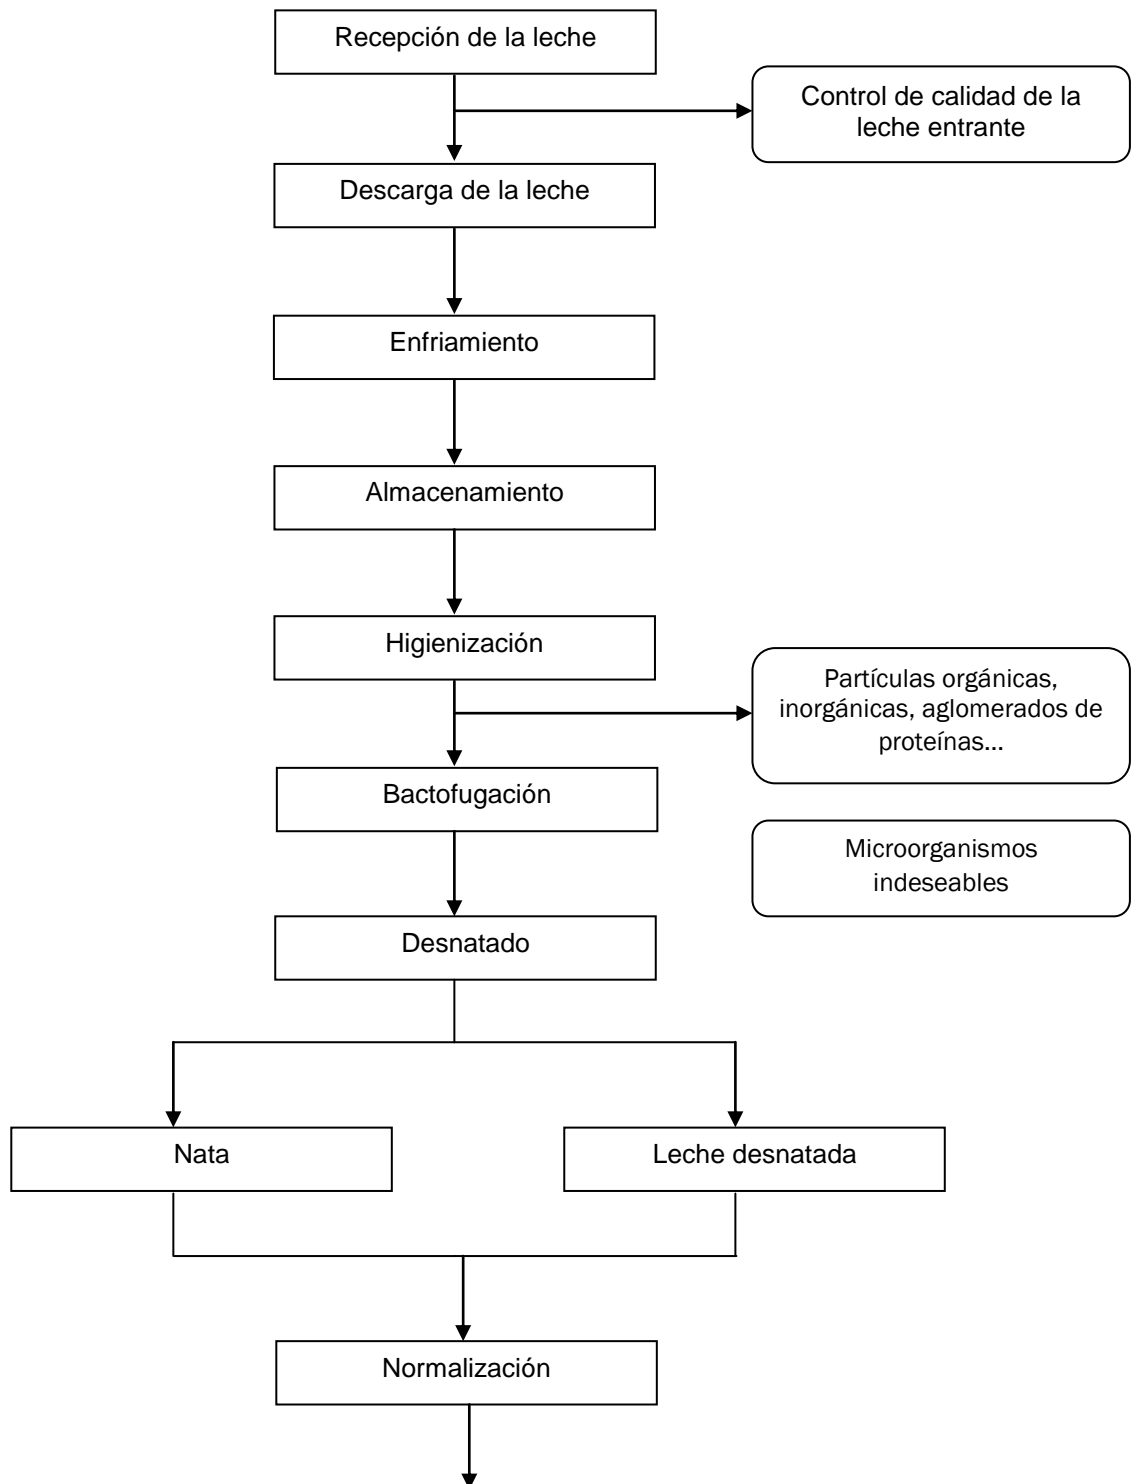 Recepción de la leche
Control de calidad de la
leche entrante
Descarga de la leche
Enfriamiento
Almacenamiento
Higienización
Partículas orgánicas,
inorgánicas, aglomerados de
proteínas...
Bactofugación
Microorganismos
indeseables
Desnatado
Nata
Leche desnatada
Normalización